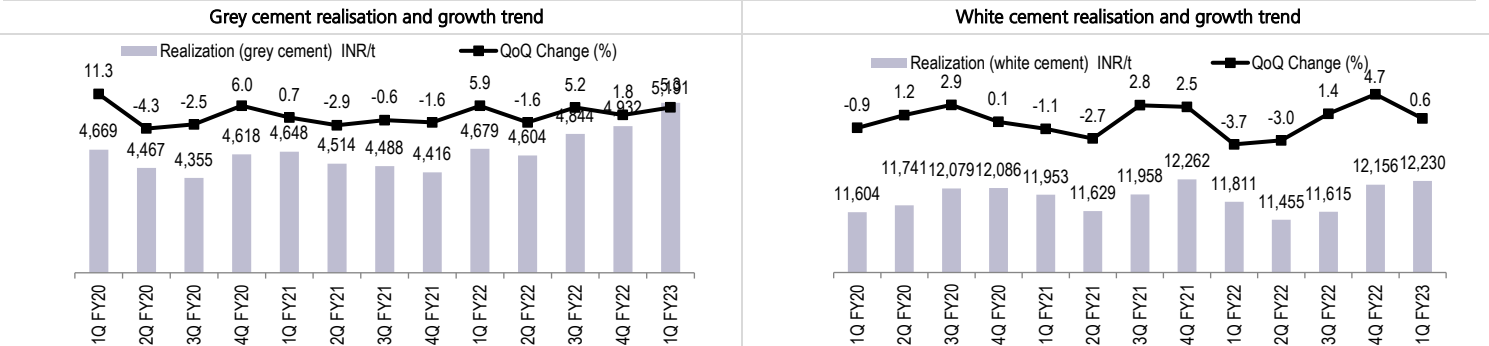 Grey cement realisation and growth trend
Realization (grey cement) INR/t
QoQ Change (%)
11.3 -4.3 -2.5 6.0 0.7 -2.9 -0.6 -1.6 5.9 -1.6 5.2 1.8 5.3
4,669 4,467 4,355 4,618 4,648 4,514 4,488 4,416 4,679 4,604 4,844 4,932 5,191
1Q FY20 2Q FY20 3Q FY20 4Q FY20 1Q FY21 2Q FY21 3Q FY21 4Q FY21 1Q FY22 2Q FY22 3Q FY22 4Q FY22 1Q FY23
White cement realisation and growth trend
Realization (white cement) INR/t
QoQ Change (%)
-0.9 1.2 2.9 0.1 -1.1 -2.7 2.8 2.5 -3.7 -3.0 1.4 4.7 0.6
11,604 11,741 12,079 12,086 11,953 11,629 11,958 12,262 11,811 11,455 11,615 12,156 12,230
1Q FY20 2Q FY20 3Q FY20 4Q FY20 1Q FY21 2Q FY21 3Q FY21 4Q FY21 1Q FY22 2Q FY22 3Q FY22 4Q FY22 1Q FY23